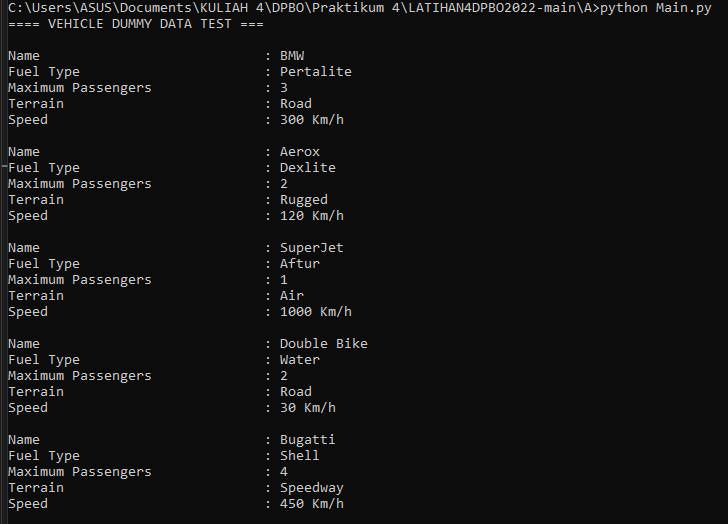 C:\Users\ASUS\Documents\KULIAH 4\DPBO\Praktikum 4\LATIHAN4DPBO2022-main\A>python Main.py
==== VEHICLE DUMMY DATA TEST ===
Name : BMW
Fuel Type : Pertalite
Maximum Passengers : 3
Terrain : Road
Speed : 300 Km/h
Name : Aerox
Fuel Type : Dexlite
Maximum Passengers : 2
Terrain : Rugged
Speed : 120 Km/h
Name : SuperJet
Fuel Type : Aftur
Maximum Passengers : 1
Terrain : Air
Speed : 1000 Km/h
Name : Double Bike
Fuel Type : Water
Maximum Passengers : 2
Terrain : Road
Speed : 30 Km/h
Name : Bugatti
Fuel Type : Shell
Maximum Passengers : 4
Terrain : Speedway
Speed : 450 Km/h